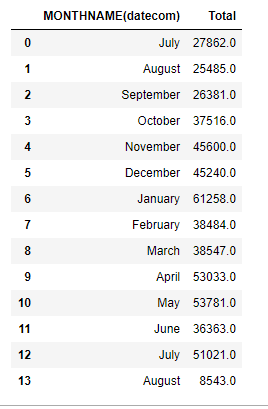 MONTHNAME(datecom) Total
0 July 27862.0
1 August 25485.0
2 September 26381.0
3 October 37516.0
4 November 45600.0
5 December 45240.0
6 January 61258.0
7 February 38484.0
8 March 38547.0
9 April 53033.0
10 May 53781.0
11 June 36363.0
12 July 51021.0
13 August 8543.0